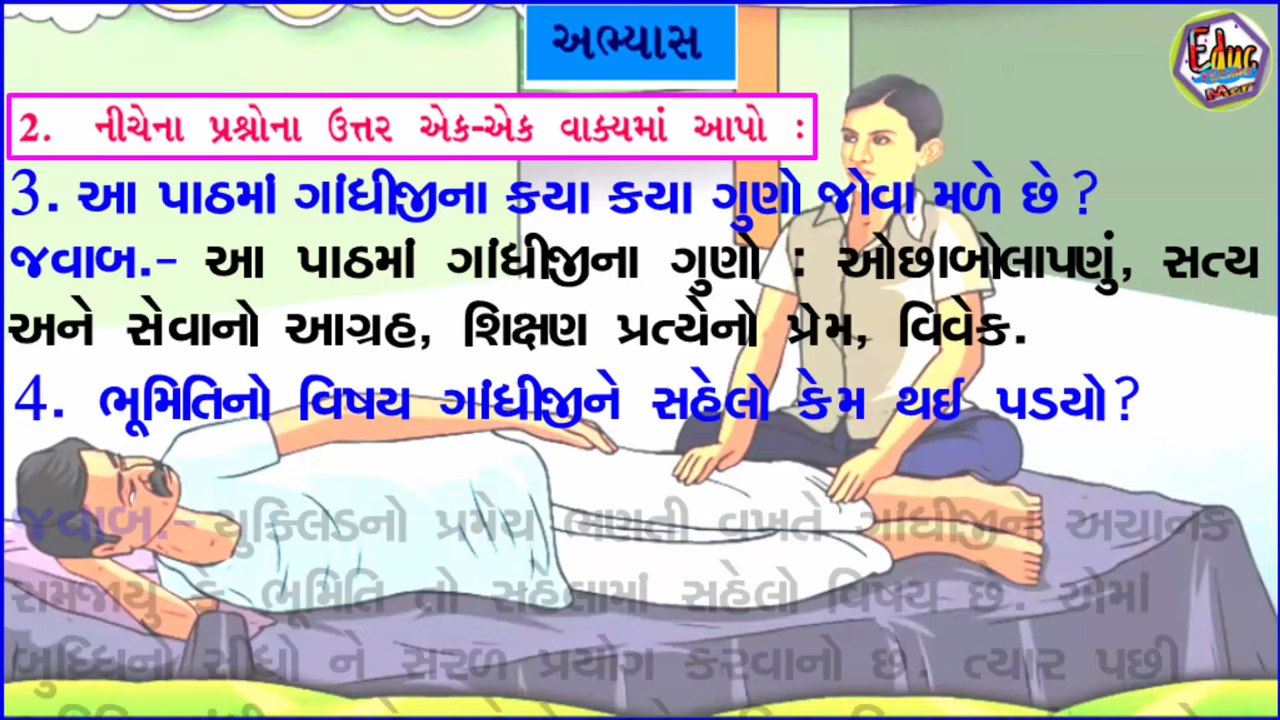 અભ્યાસ
Educ
Men
2. નીચેના પ્રશ્નોના ઉત્તર એક-એક વાક્યમાં આપો :
3. આ પાઠમાં ગાંધીજીના કયા કયા ગુણો જોવા મળે છે ?
જવાબ.- આ પાઠમાં ગાંધીજીના ગુણો : ઓછાબોલાપણું, સત્ય
અને સેવાનો આગ્રહ, શિક્ષણ પ્રત્યેનો પ્રેમ, વિવેક.
4. ભૂમિતિનો વિષય ગાંધીજીને સહેલો કેમ થઈ પડયો?
જવાબ.- યુક્લિડનો પ્રમેય ભણતી વખતે ગાંધીજીને અચાનક
સમજાયું કે ભૂમિતિ તો સહેલામાં સહેલો વિષય છે. એમાં
બુધ્ધિનો સીધો ને સરળ પ્રયોગ કરવાનો છે. ત્યાર પછી